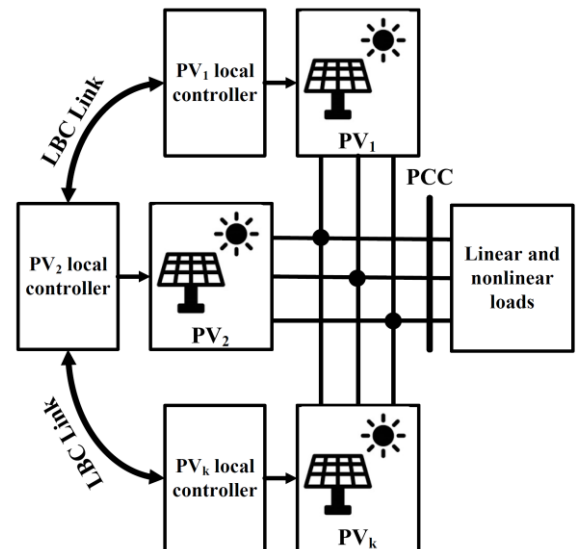 PV₁ local
controller
PV₁
LBC Link
PCC
PV₂ local
controller
PV₂
Linear and
nonlinear
loads
LBC Link
PVₖ local
controller
PVₖ